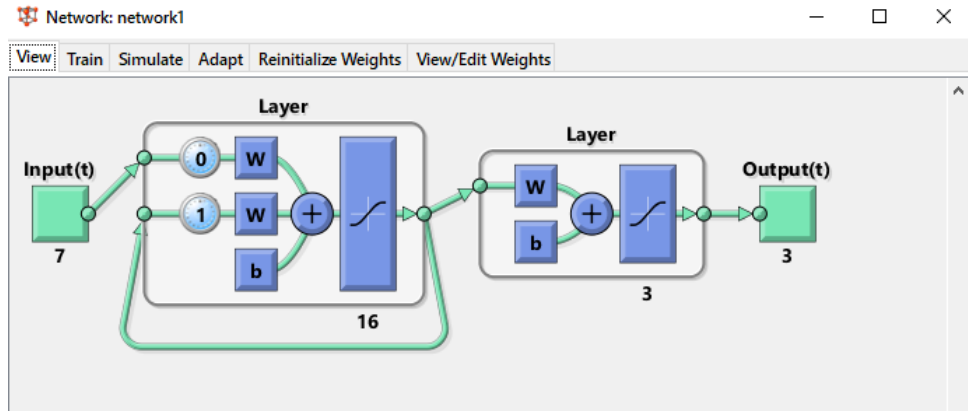 Network: network1
View Train Simulate Adapt Reinitialize Weights View/Edit Weights
Layer
Layer
Input(t)
Output(t)
0 W
1 W
b
7
16
W
b
3
3